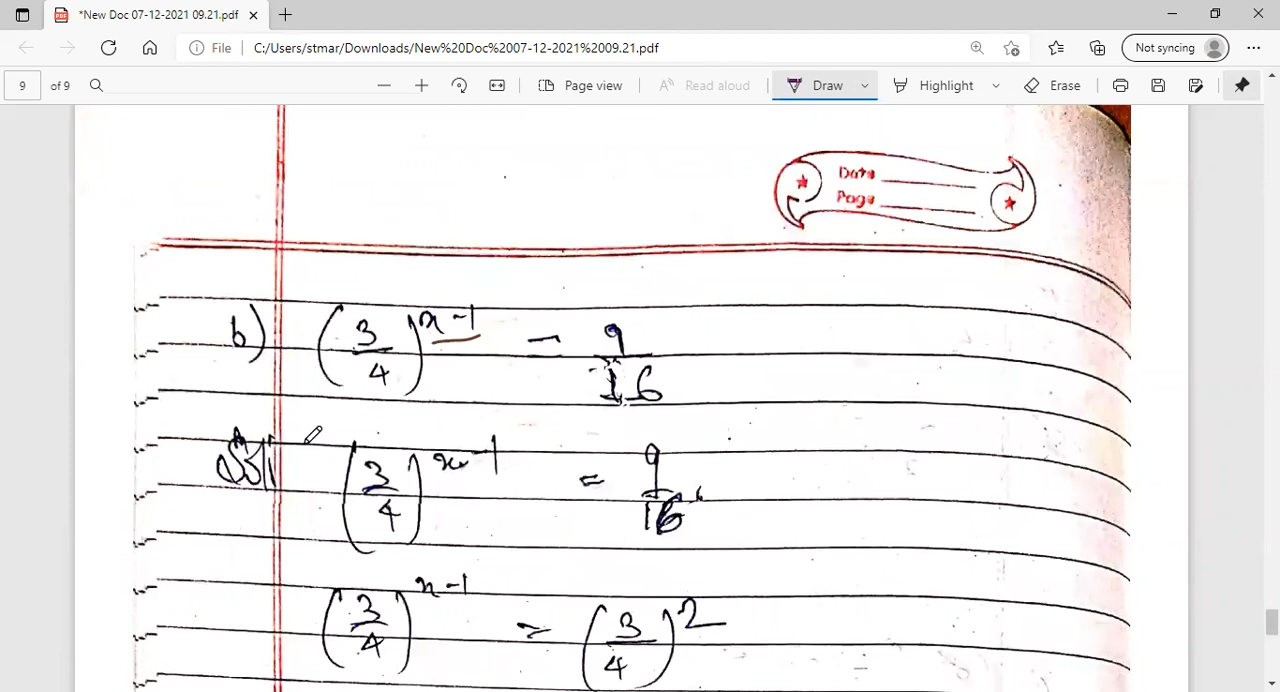 *New Doc 07-12-2021 09.21.pdf
File C:/Users/stmar/Downloads/New%20Doc%2007-12-2021%2009.21.pdf Not syncing
9 of 9 Page view Read aloud Draw Highlight Erase
Date
Page
b) (3/4)^(x-1) = 9/16
Soln (3/4)^(x-1) = 9/16
(3/4)^(x-1) = (3/4)^2